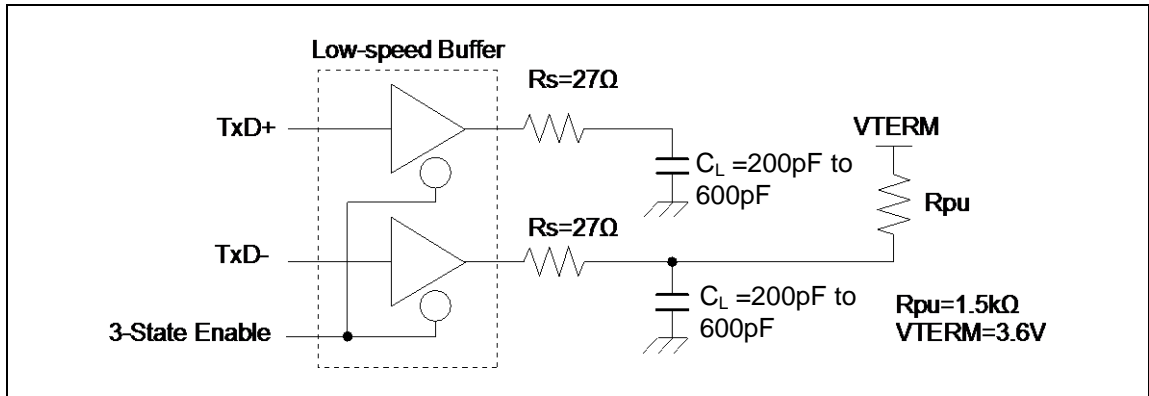 Low-speed Buffer
Rs=27Ω
TxD+
VTERM
CL =200pF to
600pF
Rpu
Rs=27Ω
TxD-
CL =200pF to
600pF
Rpu=1.5kΩ
VTERM=3.6V
3-State Enable